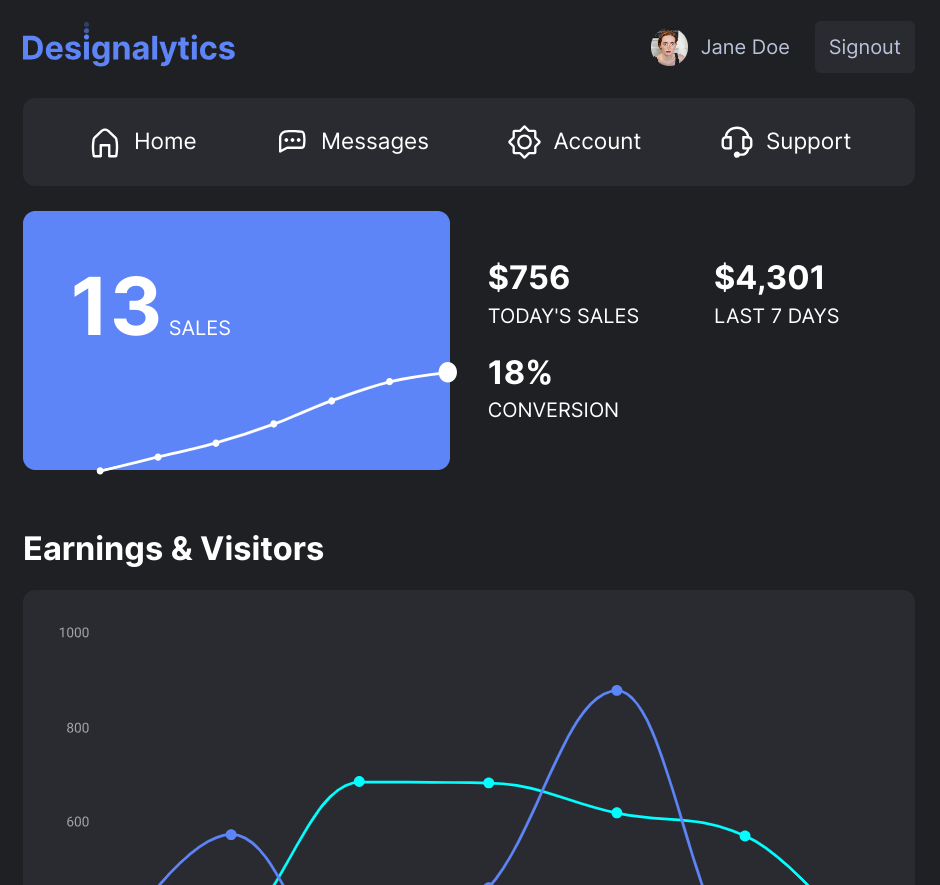 Designalytics
Jane Doe
Signout
Home
Messages
Account
Support
13 SALES
$756
TODAY'S SALES
$4,301
LAST 7 DAYS
18%
CONVERSION
Earnings & Visitors
1000
800
600